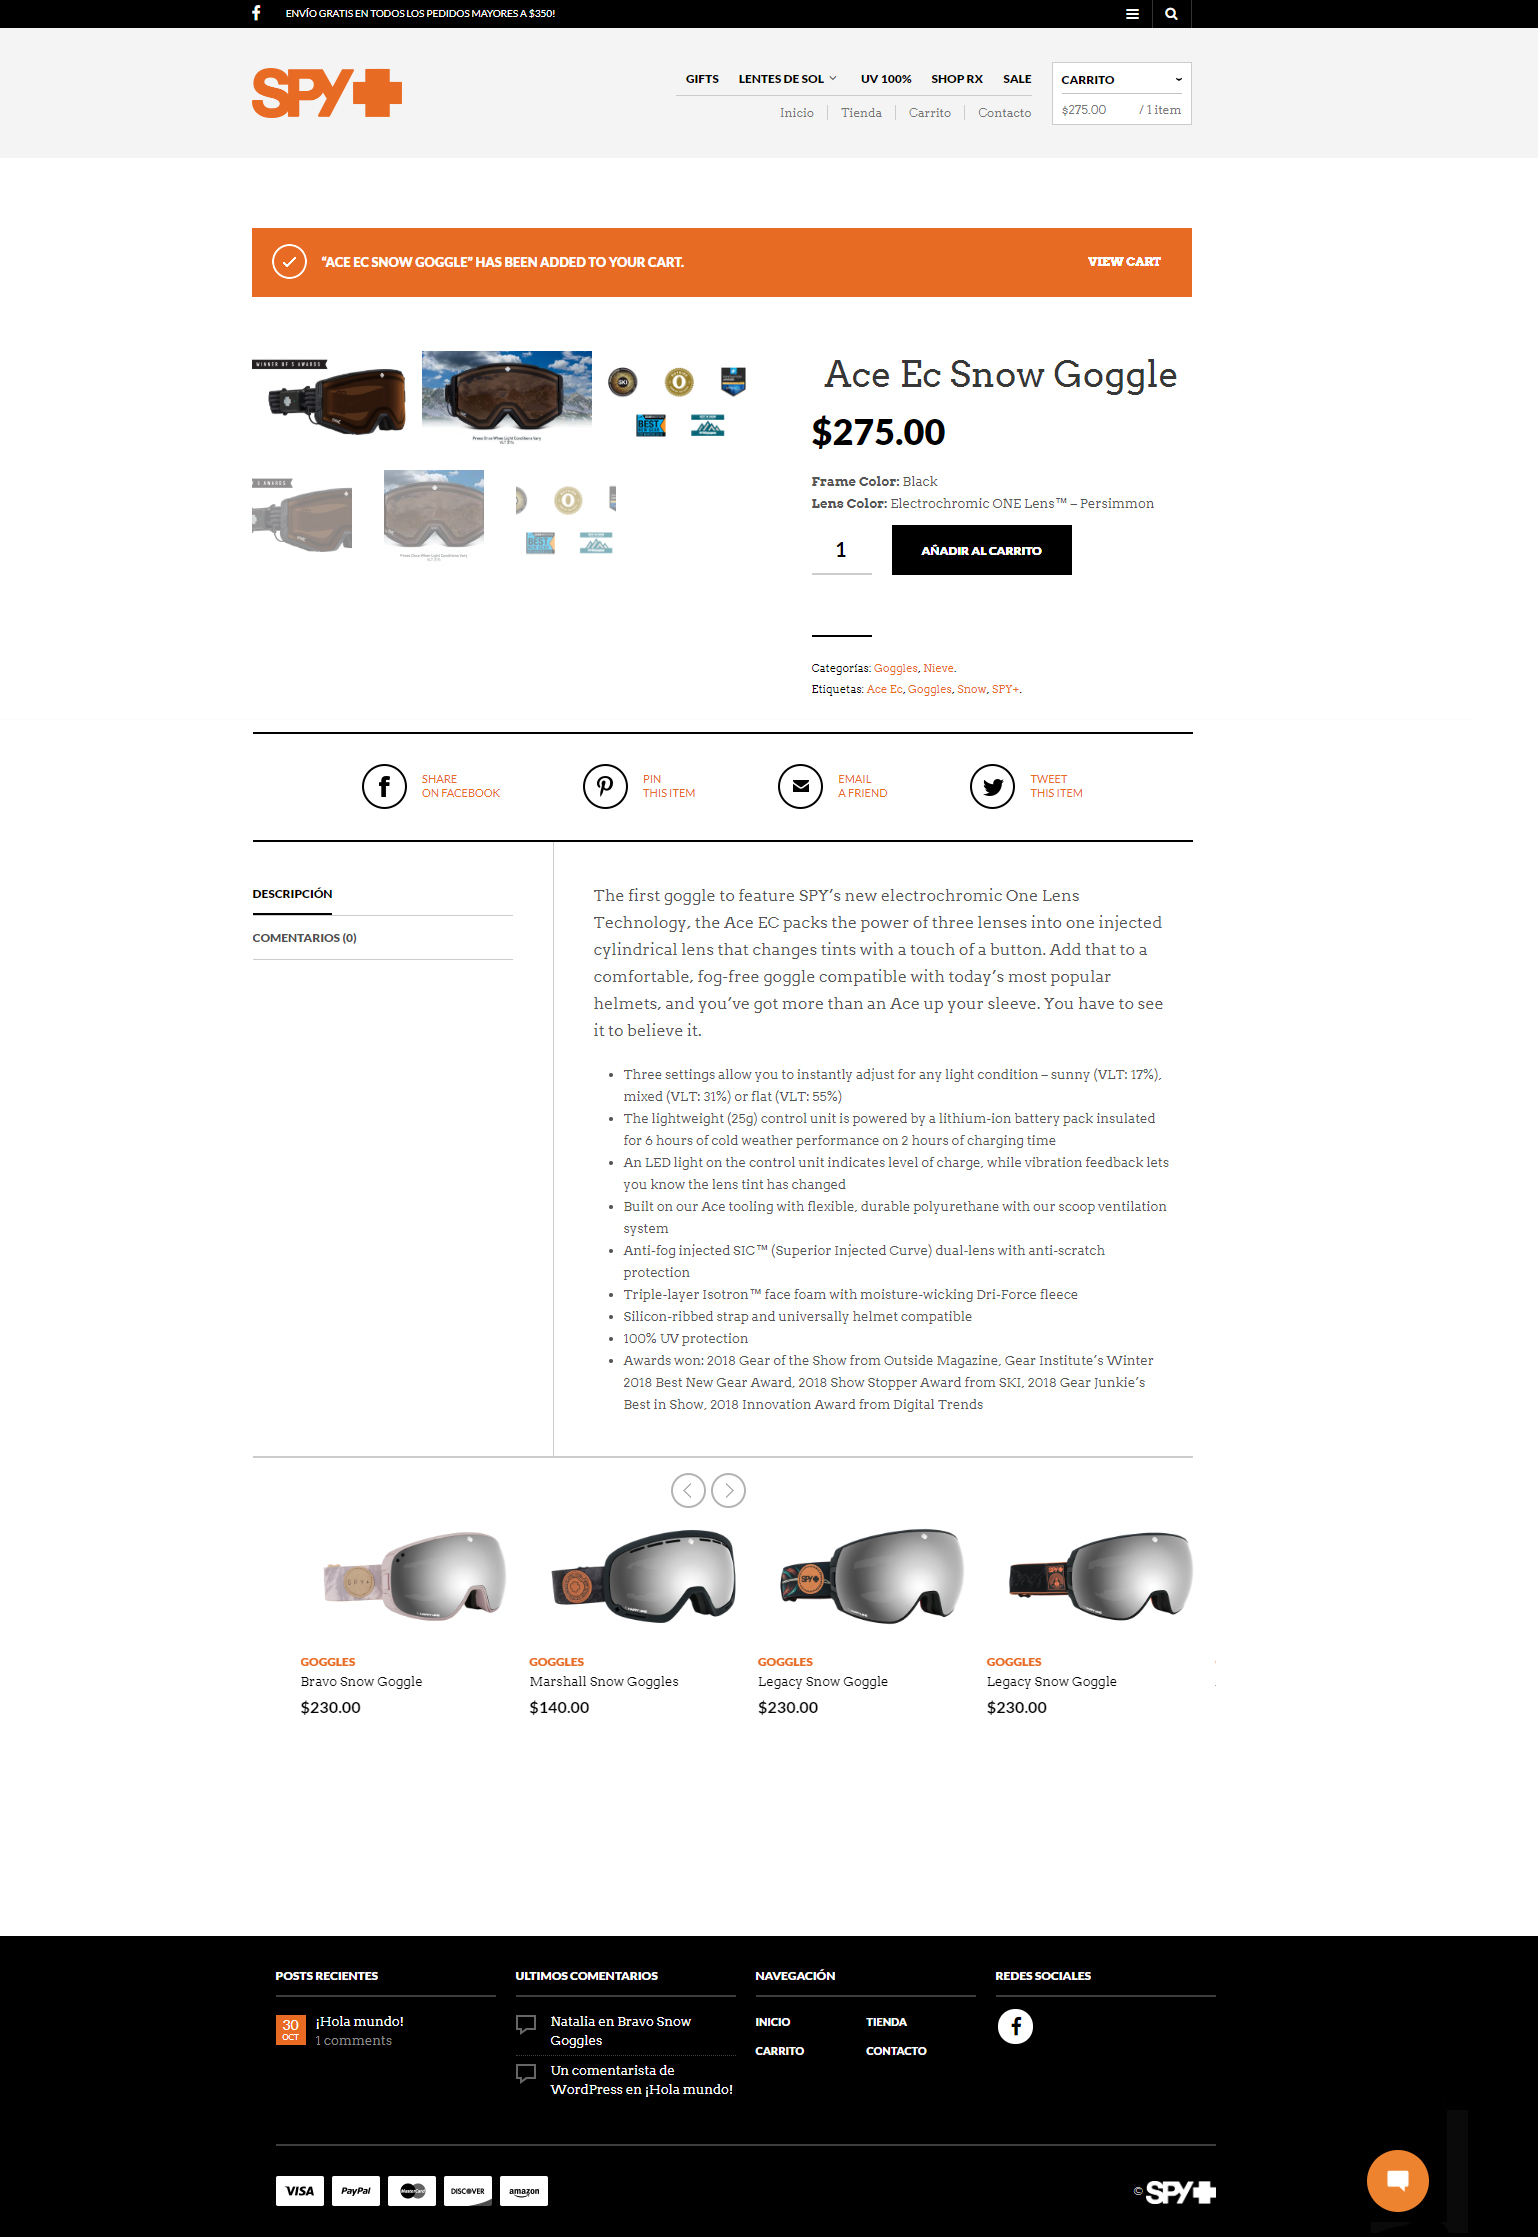 ENVÍO GRATIS EN TODOS LOS PEDIDOS MAYORES A $350!
SPY+
GIFTS LENTES DE SOL UV 100% SHOP RX SALE
Inicio Tienda Carrito Contacto
CARRITO
$275.00 / 1 item
“ACE EC SNOW GOGGLE” HAS BEEN ADDED TO YOUR CART.
VIEW CART
WINNER OF 5 AWARDS
SKI
Press Once When Light Conditions Vary
BEST
Ace Ec Snow Goggle
$275.00
Frame Color: Black
Lens Color: Electrochromic ONE Lens™ – Persimmon
1
AÑADIR AL CARRITO
5 AWARDS
BEST
Categorías: Goggles, Nieve.
Etiquetas: Ace Ec, Goggles, Snow, SPY+.
SHARE
ON FACEBOOK
PIN
THIS ITEM
EMAIL
A FRIEND
TWEET
THIS ITEM
DESCRIPCIÓN
COMENTARIOS (0)
The first goggle to feature SPY’s new electrochromic One Lens
Technology, the Ace EC packs the power of three lenses into one injected
cylindrical lens that changes tints with a touch of a button. Add that to a
comfortable, fog-free goggle compatible with today’s most popular
helmets, and you’ve got more than an Ace up your sleeve. You have to see
it to believe it.
• Three settings allow you to instantly adjust for any light condition – sunny (VLT: 17%),
mixed (VLT: 31%) or flat (VLT: 55%)
• The lightweight (25g) control unit is powered by a lithium-ion battery pack insulated
for 6 hours of cold weather performance on 2 hours of charging time
• An LED light on the control unit indicates level of charge, while vibration feedback lets
you know the lens tint has changed
• Built on our Ace tooling with flexible, durable polyurethane with our scoop ventilation
system
• Anti-fog injected SIC™ (Superior Injected Curve) dual-lens with anti-scratch
protection
• Triple-layer Isotron™ face foam with moisture-wicking Dri-Force fleece
• Silicon-ribbed strap and universally helmet compatible
• 100% UV protection
• Awards won: 2018 Gear of the Show from Outside Magazine, Gear Institute’s Winter
2018 Best New Gear Award, 2018 Show Stopper Award from SKI, 2018 Gear Junkie’s
Best in Show, 2018 Innovation Award from Digital Trends
GOGGLES
Bravo Snow Goggle
$230.00
GOGGLES
Marshall Snow Goggles
$140.00
GOGGLES
Legacy Snow Goggle
$230.00
GOGGLES
Legacy Snow Goggle
$230.00
POSTS RECIENTES
30
OCT
¡Hola mundo!
1 comments
ULTIMOS COMENTARIOS
Natalia en Bravo Snow
Goggles
Un comentarista de
WordPress en ¡Hola mundo!
NAVEGACIÓN
INICIO TIENDA
CARRITO CONTACTO
REDES SOCIALES
VISA PayPal MasterCard DISCOVER amazon
© SPY+